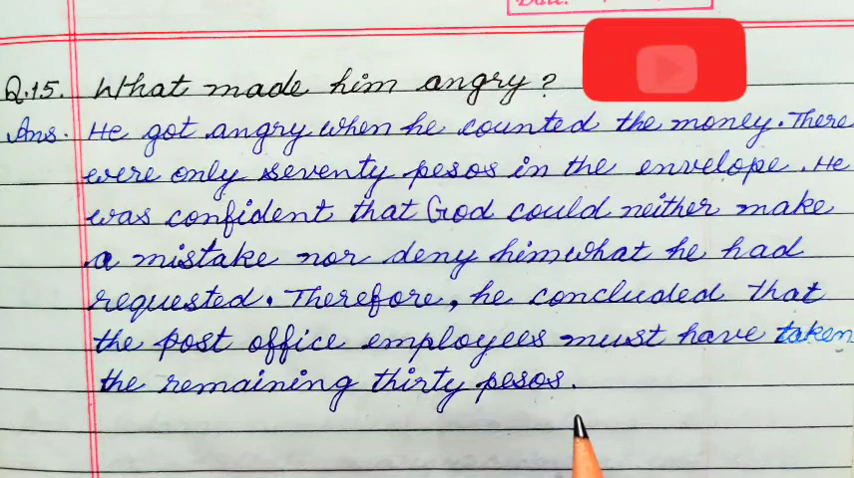 Date:
Q.15. What made him angry?
Ans. He got angry when he counted the money. There
were only seventy pesos in the envelope. He
was confident that God could neither make
a mistake nor deny him what he had
requested. Therefore, he concluded that
the post office employees must have taken
the remaining thirty pesos.